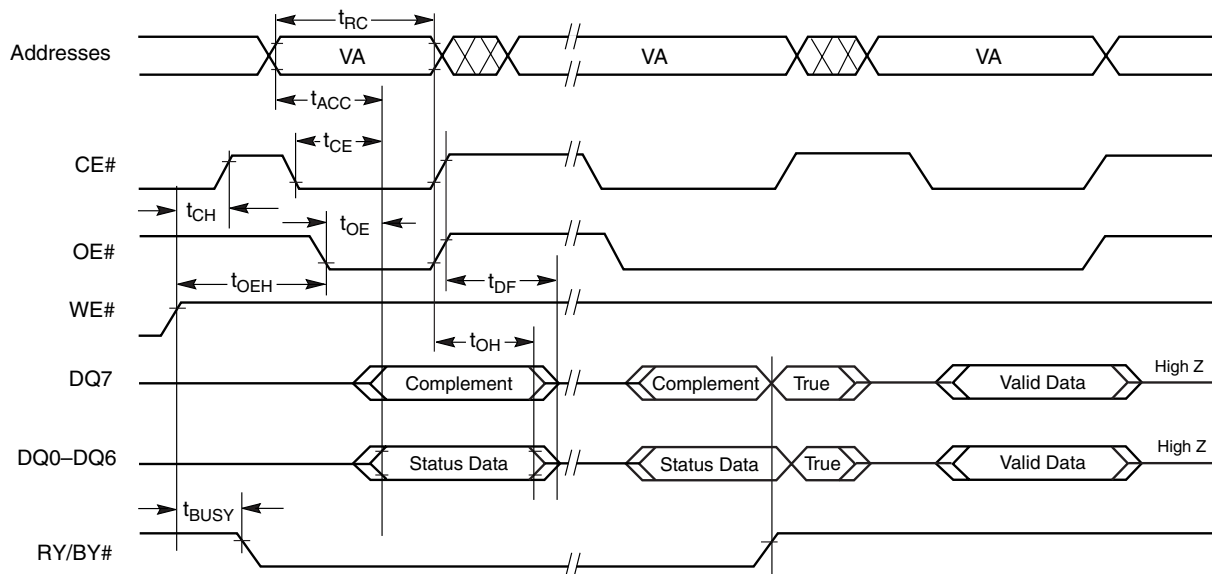 tRC
Addresses VA VA VA
tACC
tCE
CE#
tCH tOE
OE#
tOEH tDF
WE#
tOH
DQ7 Complement Complement True Valid Data High Z
DQ0–DQ6 Status Data Status Data True Valid Data High Z
tBUSY
RY/BY#